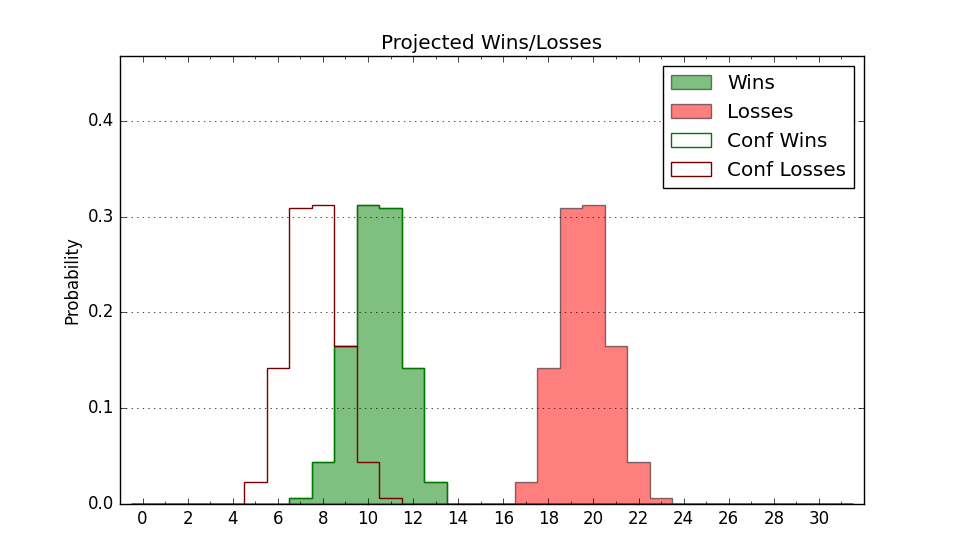 Projected Wins/Losses
Wins
Losses
Conf Wins
Conf Losses
Probability
0.4
0.3
0.2
0.1
0.0
0 2 4 6 8 10 12 14 16 18 20 22 24 26 28 30